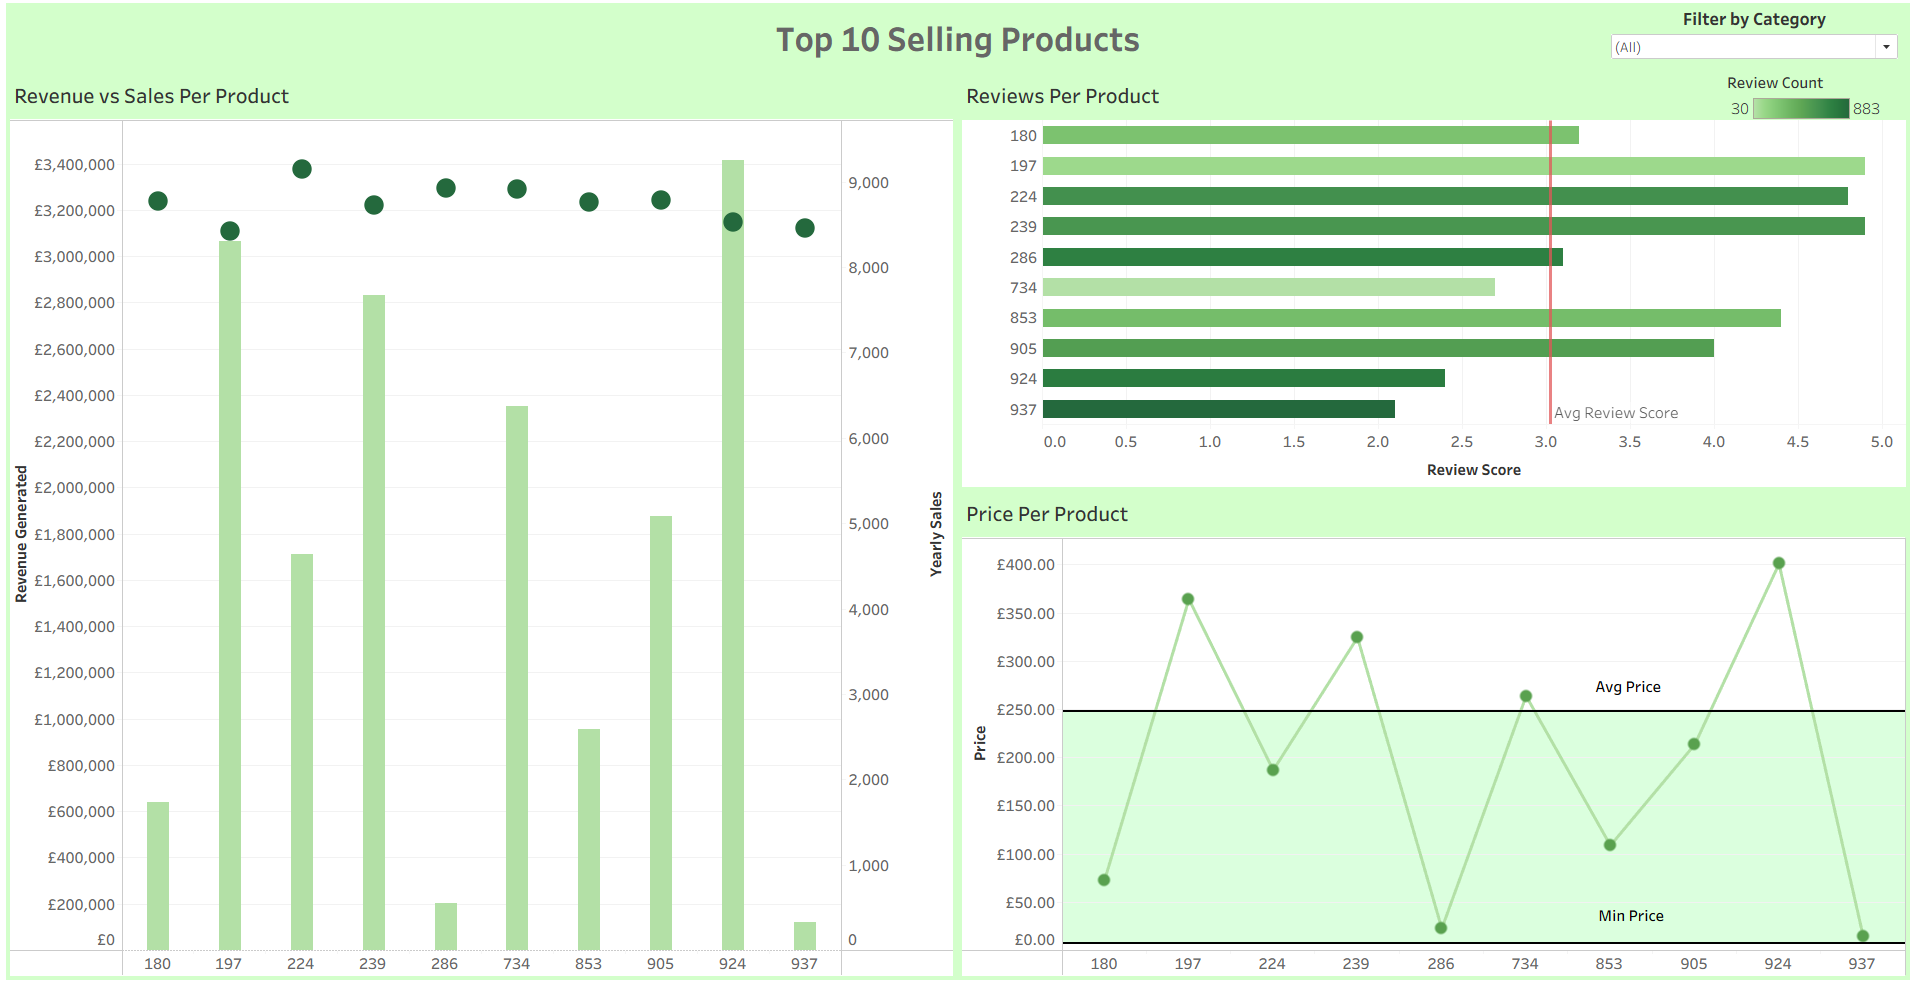 Top 10 Selling Products
Filter by Category
(All)
Revenue vs Sales Per Product
Revenue Generated
£3,400,000
£3,200,000
£3,000,000
£2,800,000
£2,600,000
£2,400,000
£2,200,000
£2,000,000
£1,800,000
£1,600,000
£1,400,000
£1,200,000
£1,000,000
£800,000
£600,000
£400,000
£200,000
£0
9,000
8,000
7,000
6,000
5,000
4,000
3,000
2,000
1,000
0
Yearly Sales
180 197 224 239 286 734 853 905 924 937
Reviews Per Product
Review Count
30 883
180
197
224
239
286
734
853
905
924
937
Avg Review Score
0.0 0.5 1.0 1.5 2.0 2.5 3.0 3.5 4.0 4.5 5.0
Review Score
Price Per Product
Price
£400.00
£350.00
£300.00
£250.00
£200.00
£150.00
£100.00
£50.00
£0.00
Avg Price
Min Price
180 197 224 239 286 734 853 905 924 937